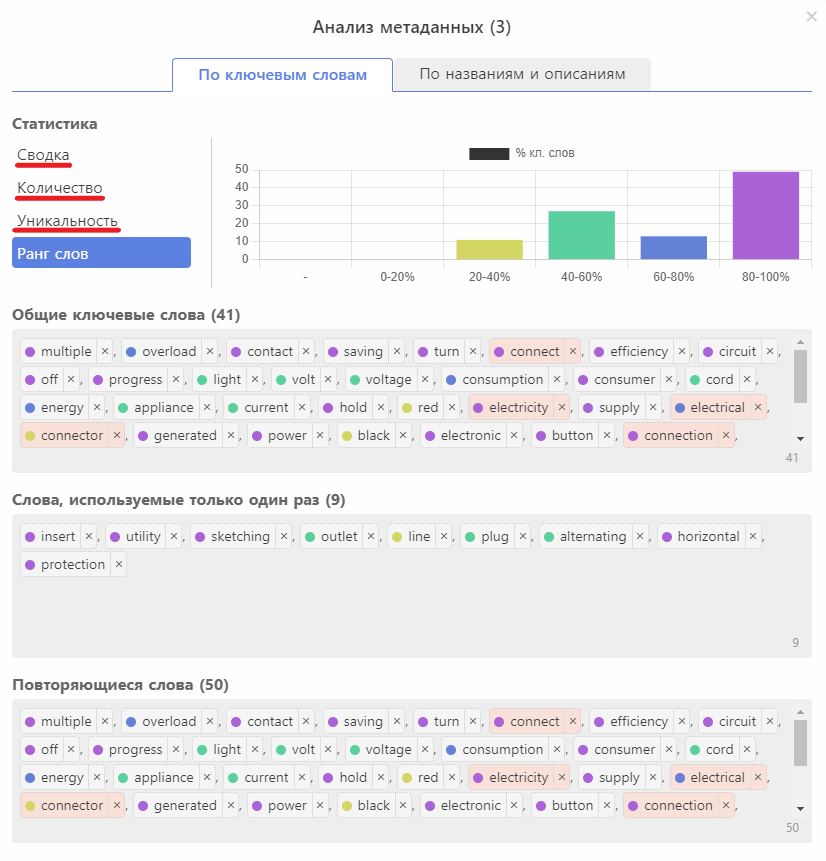 Анализ метаданных (3)
×
По ключевым словам
По названиям и описаниям
Статистика
Сводка
Количество
Уникальность
Ранг слов
% кл. слов
50
40
30
20
10
0
- 0-20% 20-40% 40-60% 60-80% 80-100%
Общие ключевые слова (41)
multiple ×, overload ×, contact ×, saving ×, turn ×, connect ×, efficiency ×, circuit ×,
off ×, progress ×, light ×, volt ×, voltage ×, consumption ×, consumer ×, cord ×,
energy ×, appliance ×, current ×, hold ×, red ×, electricity ×, supply ×, electrical ×,
connector ×, generated ×, power ×, black ×, electronic ×, button ×, connection ×,
41
Слова, используемые только один раз (9)
insert ×, utility ×, sketching ×, outlet ×, line ×, plug ×, alternating ×, horizontal ×,
protection ×
9
Повторяющиеся слова (50)
multiple ×, overload ×, contact ×, saving ×, turn ×, connect ×, efficiency ×, circuit ×,
off ×, progress ×, light ×, volt ×, voltage ×, consumption ×, consumer ×, cord ×,
energy ×, appliance ×, current ×, hold ×, red ×, electricity ×, supply ×, electrical ×,
connector ×, generated ×, power ×, black ×, electronic ×, button ×, connection ×,
50